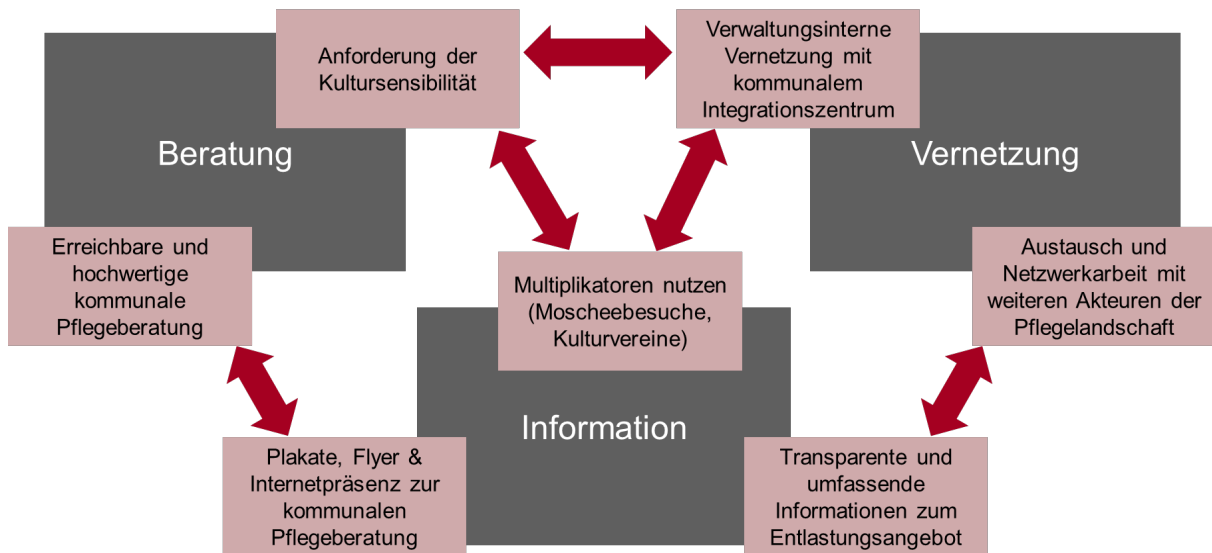 Anforderung der
Kultursensibilität
Verwaltungsinterne
Vernetzung mit
kommunalem
Integrationszentrum
Beratung
Vernetzung
Erreichbare und
hochwertige
kommunale
Pflegeberatung
Multiplikatoren nutzen
(Moscheebesuche,
Kulturvereine)
Austausch und
Netzwerkarbeit mit
weiteren Akteuren der
Pflegelandschaft
Information
Plakate, Flyer &
Internetpräsenz zur
kommunalen
Pflegeberatung
Transparente und
umfassende
Informationen zum
Entlastungsangebot